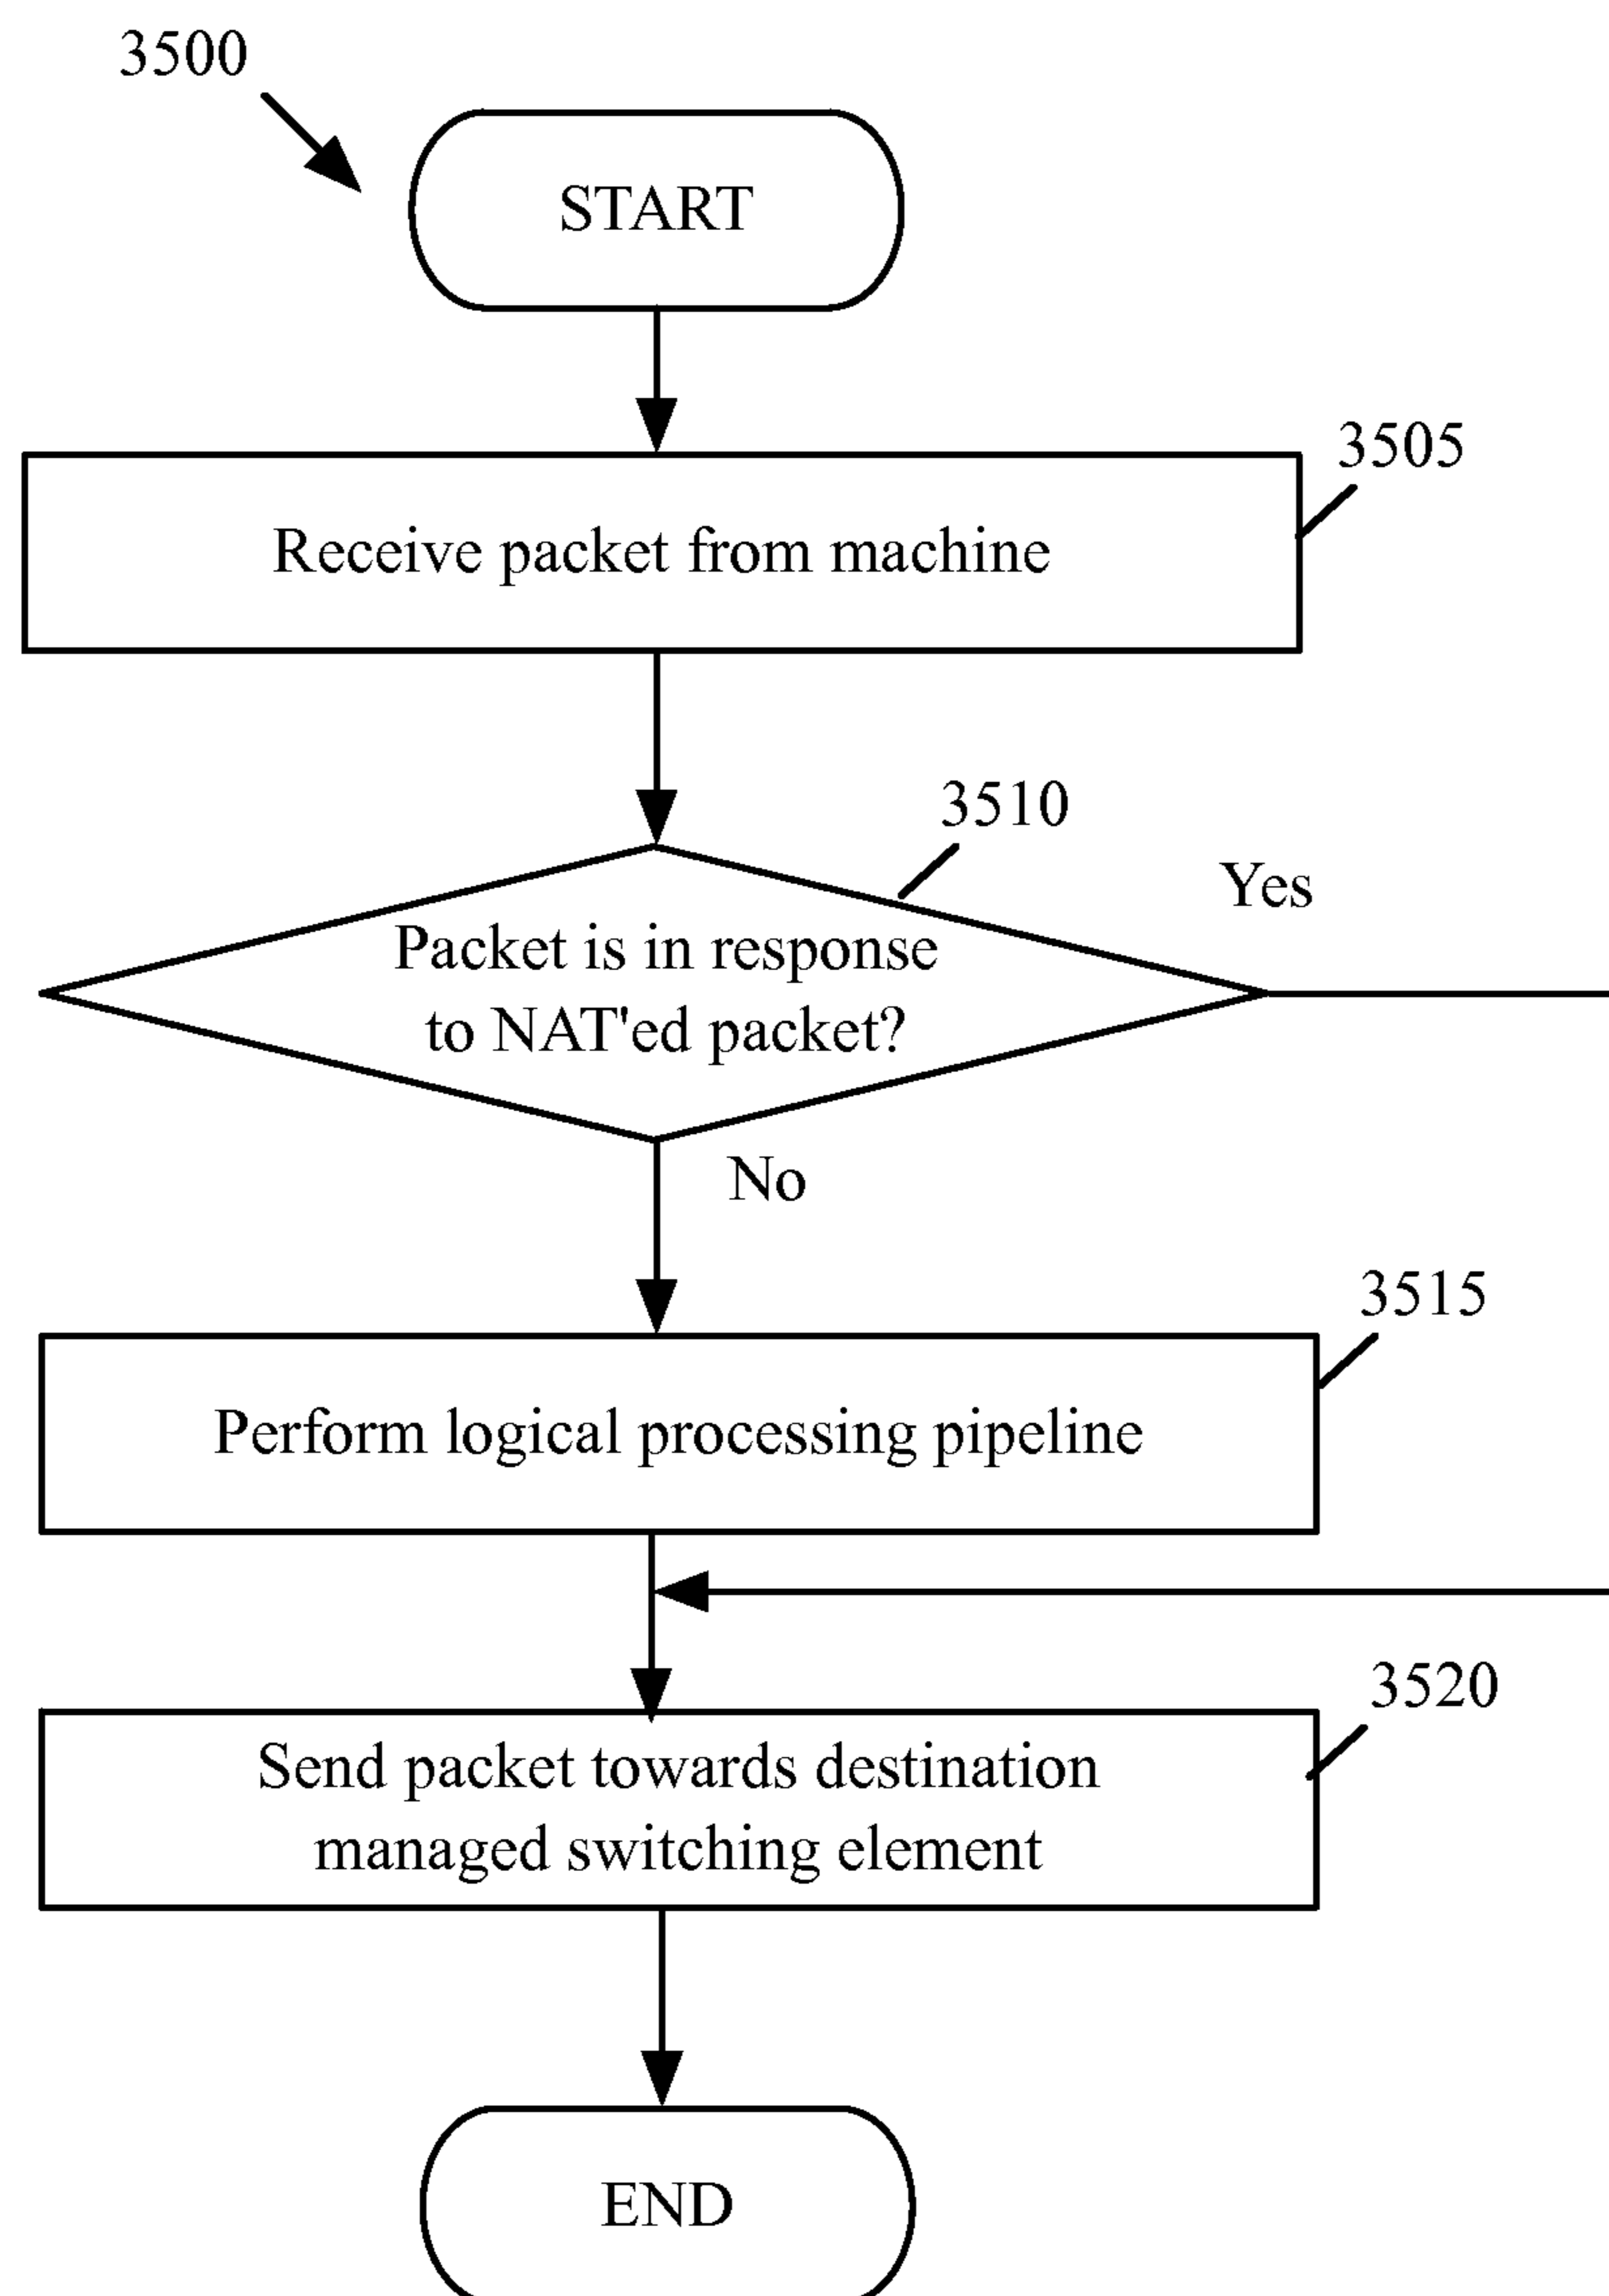 3500
START
3505
Receive packet from machine
3510
Yes
Packet is in response
to NAT'ed packet?
No
3515
Perform logical processing pipeline
3520
Send packet towards destination
managed switching element
END